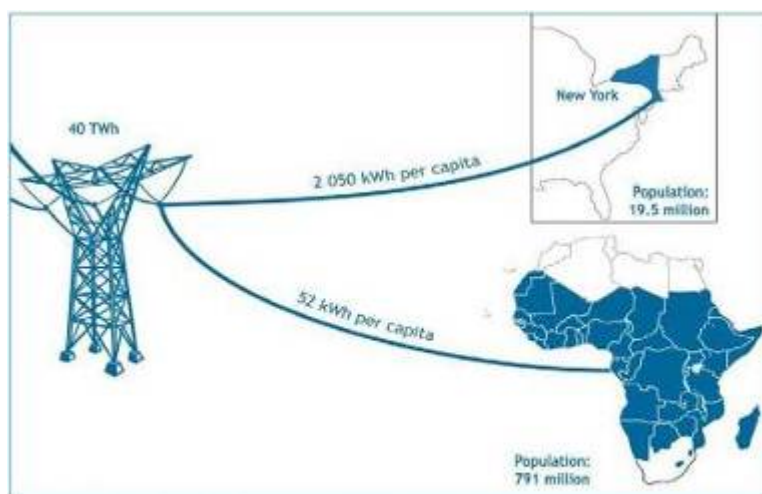 40 TWh
2 050 kWh per capita
New York
Population:
19.5 million
52 kWh per capita
Population:
791 million